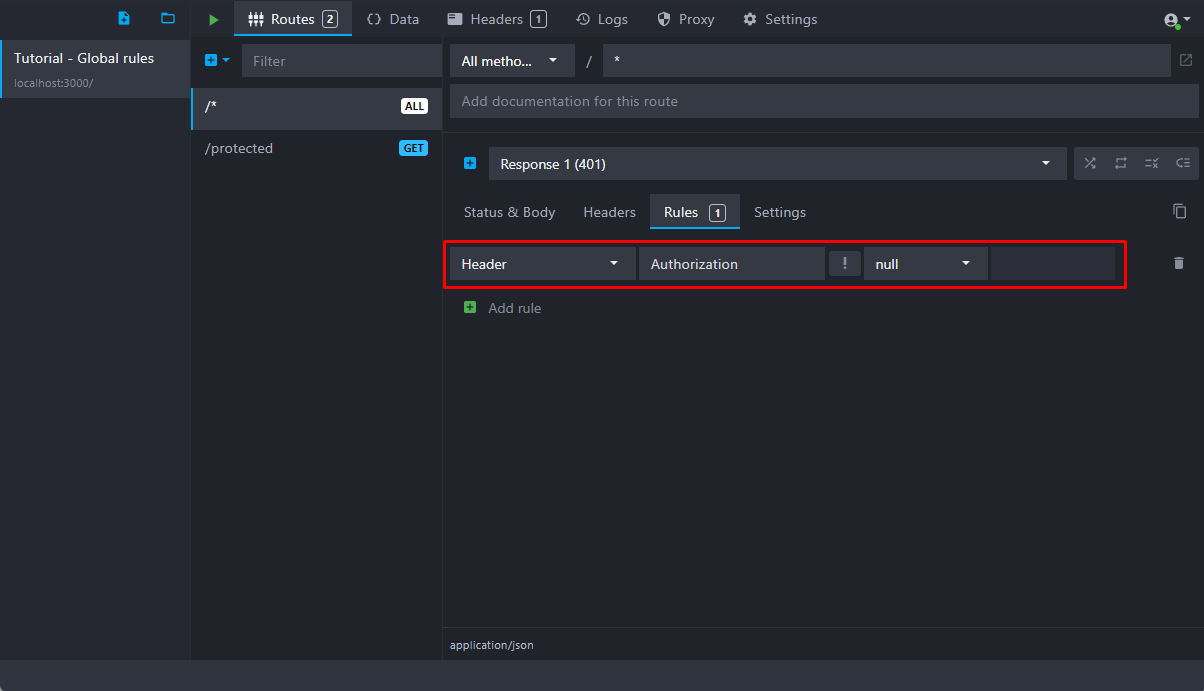 Routes 2 Data Headers 1 Logs Proxy Settings
Tutorial - Global rules
localhost:3000/
Filter
/* ALL
/protected GET
All metho... / *
Add documentation for this route
Response 1 (401)
Status & Body Headers Rules 1 Settings
Header Authorization ! null
Add rule
application/json